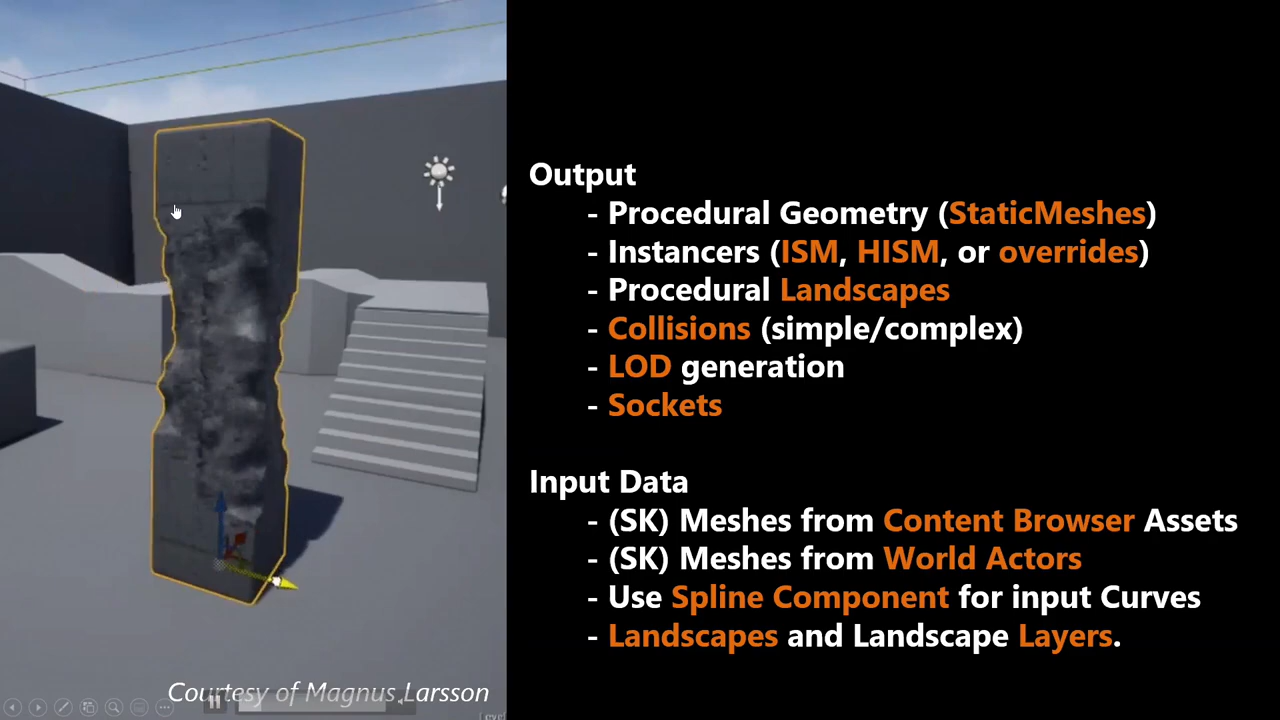 Output
- Procedural Geometry (StaticMeshes)
- Instancers (ISM, HISM, or overrides)
- Procedural Landscapes
- Collisions (simple/complex)
- LOD generation
- Sockets
Input Data
- (SK) Meshes from Content Browser Assets
- (SK) Meshes from World Actors
- Use Spline Component for input Curves
- Landscapes and Landscape Layers.
Courtesy of Magnus Larsson